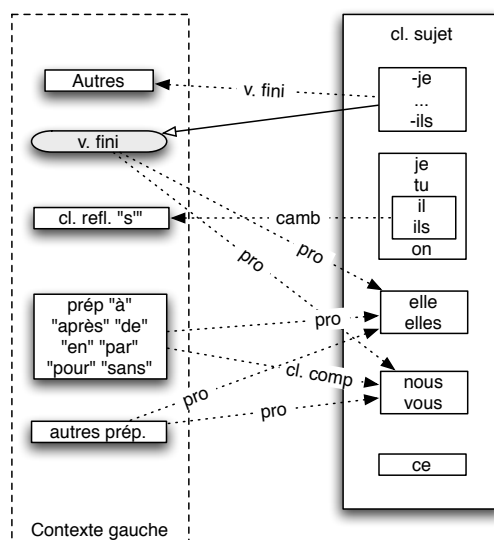 cl. sujet
Autres
v. fini
-je
...
-ils
v. fini
je
tu
il
ils
on
cl. refl. "s'"
camb
pro
pro
prép "à"
"après" "de"
"en" "par"
"pour" "sans"
pro
elle
elles
cl. comp
nous
vous
pro
pro
autres prép.
ce
Contexte gauche